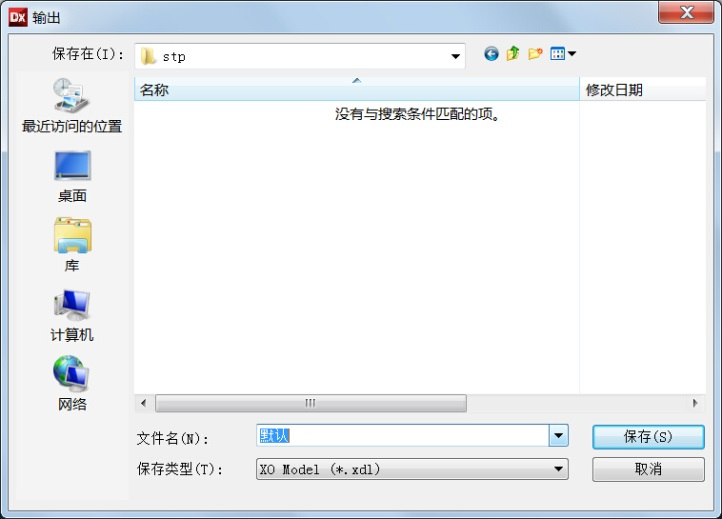 Dx 输出
保存在(I): stp
名称 修改日期
没有与搜索条件匹配的项。
最近访问的位置
桌面
库
计算机
网络
文件名(N): 默认 保存(S)
保存类型(T): XO Model (*.xdl) 取消